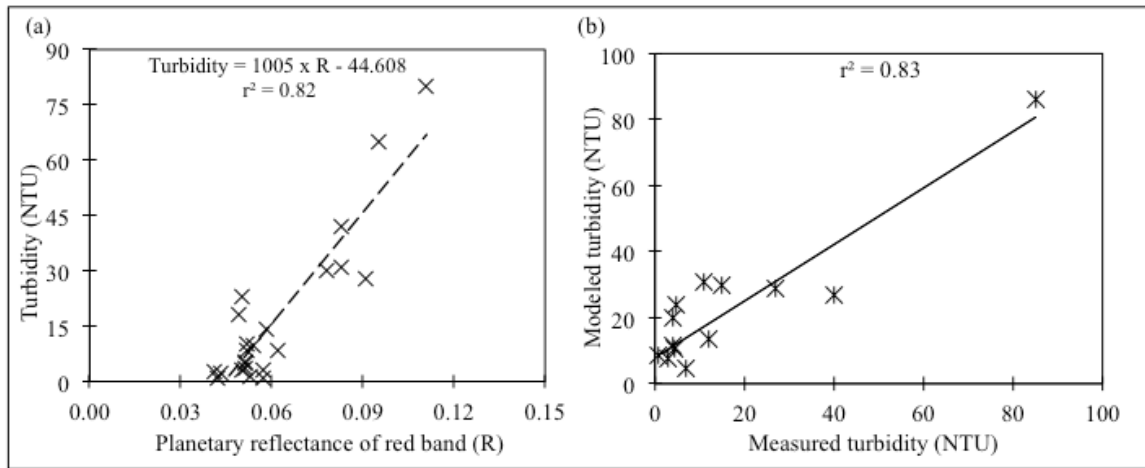 (a)
Turbidity = 1005 x R - 44.608
r² = 0.82
Turbidity (NTU)
90
75
60
45
30
15
0
0.00 0.03 0.06 0.09 0.12 0.15
Planetary reflectance of red band (R)
(b)
r² = 0.83
Modeled turbidity (NTU)
100
80
60
40
20
0
0 20 40 60 80 100
Measured turbidity (NTU)